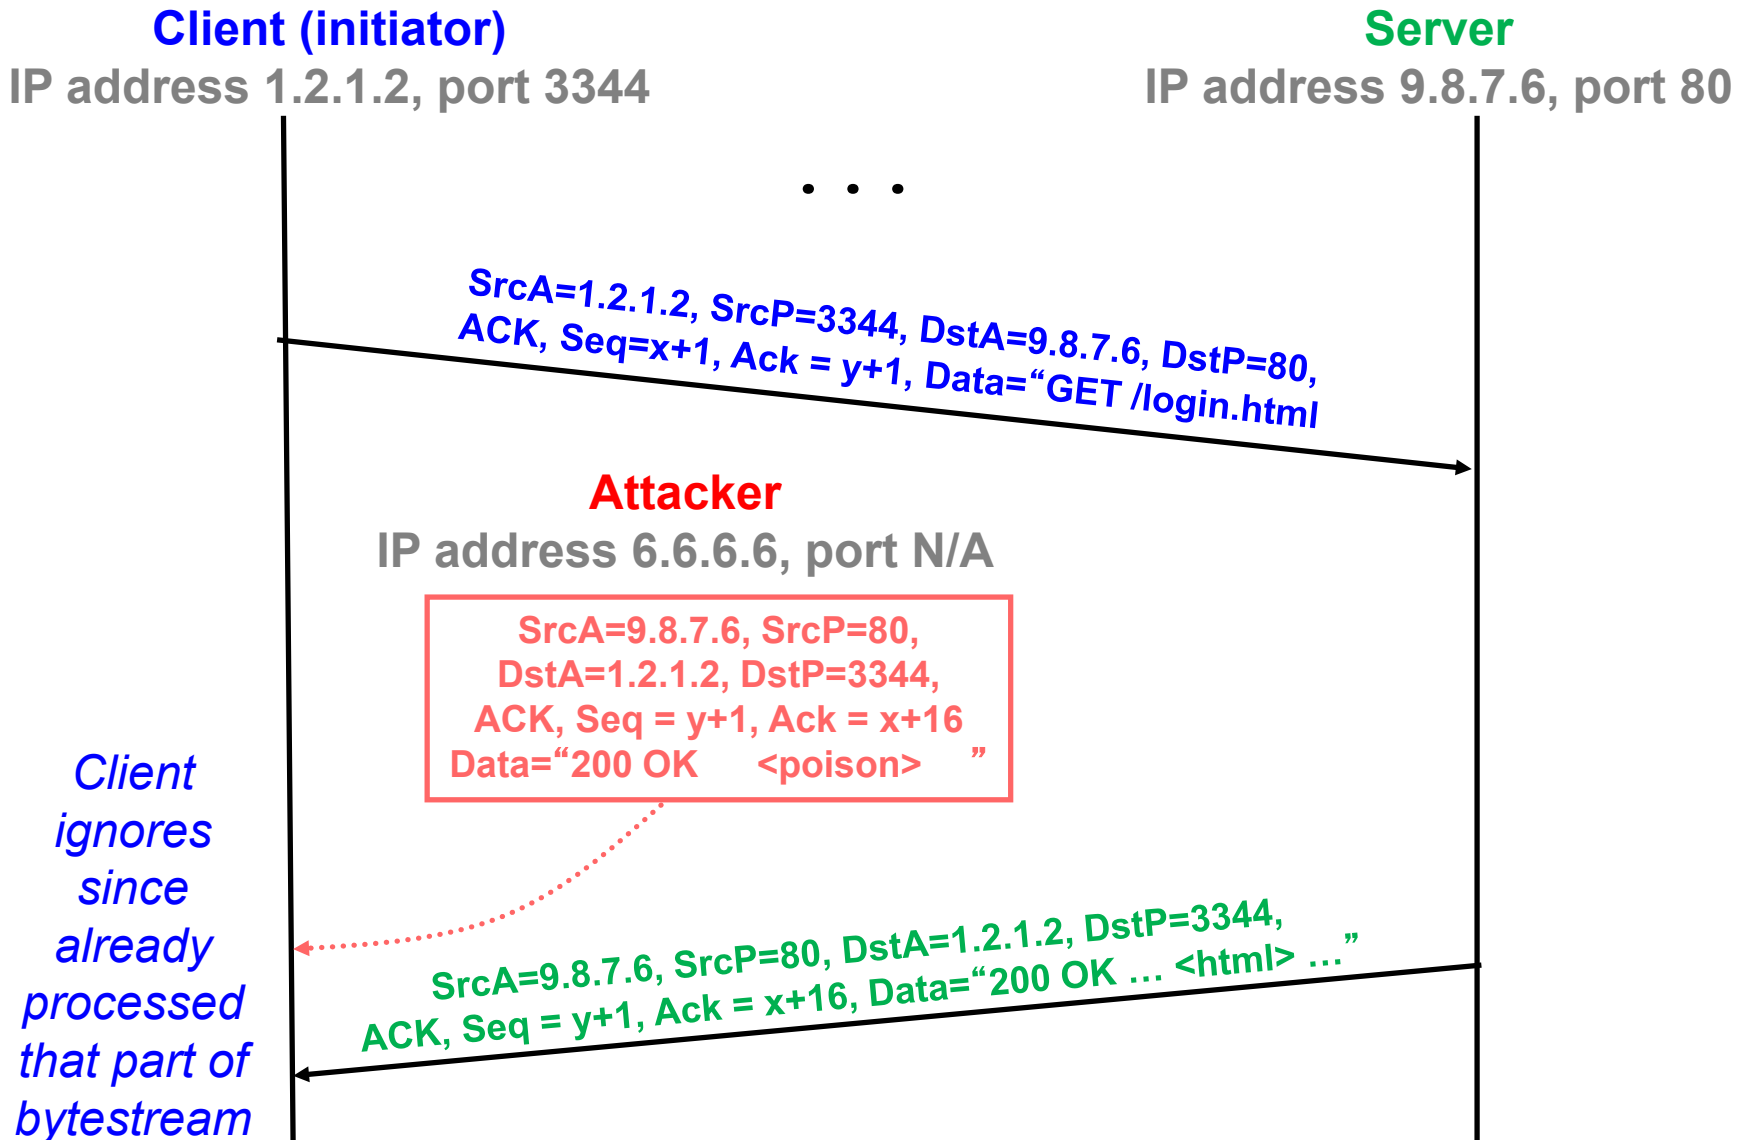 Client (initiator)
IP address 1.2.1.2, port 3344
Server
IP address 9.8.7.6, port 80
. . .
SrcA=1.2.1.2, SrcP=3344, DstA=9.8.7.6, DstP=80,
ACK, Seq=x+1, Ack = y+1, Data=“GET /login.html
Attacker
IP address 6.6.6.6, port N/A
SrcA=9.8.7.6, SrcP=80,
DstA=1.2.1.2, DstP=3344,
ACK, Seq = y+1, Ack = x+16
Data=“200 OK <poison> ”
Client
ignores
since
already
processed
that part of
bytestream
SrcA=9.8.7.6, SrcP=80, DstA=1.2.1.2, DstP=3344,
ACK, Seq = y+1, Ack = x+16, Data=“200 OK … <html> …”